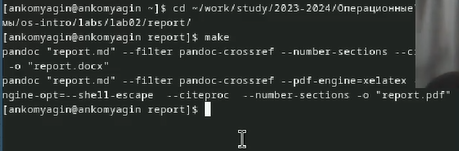 [ankomyagin@ankomyagin ~]$ cd ~/work/study/2023-2024/Операционные
мы/os-intro/labs/lab02/report/
[ankomyagin@ankomyagin report]$ make
pandoc "report.md" --filter pandoc-crossref --number-sections
-o "report.docx"
pandoc "report.md" --filter pandoc-crossref --pdf-engine=xelatex
ngine-opt=--shell-escape --citeproc --number-sections -o "report.pdf"
[ankomyagin@ankomyagin report]$